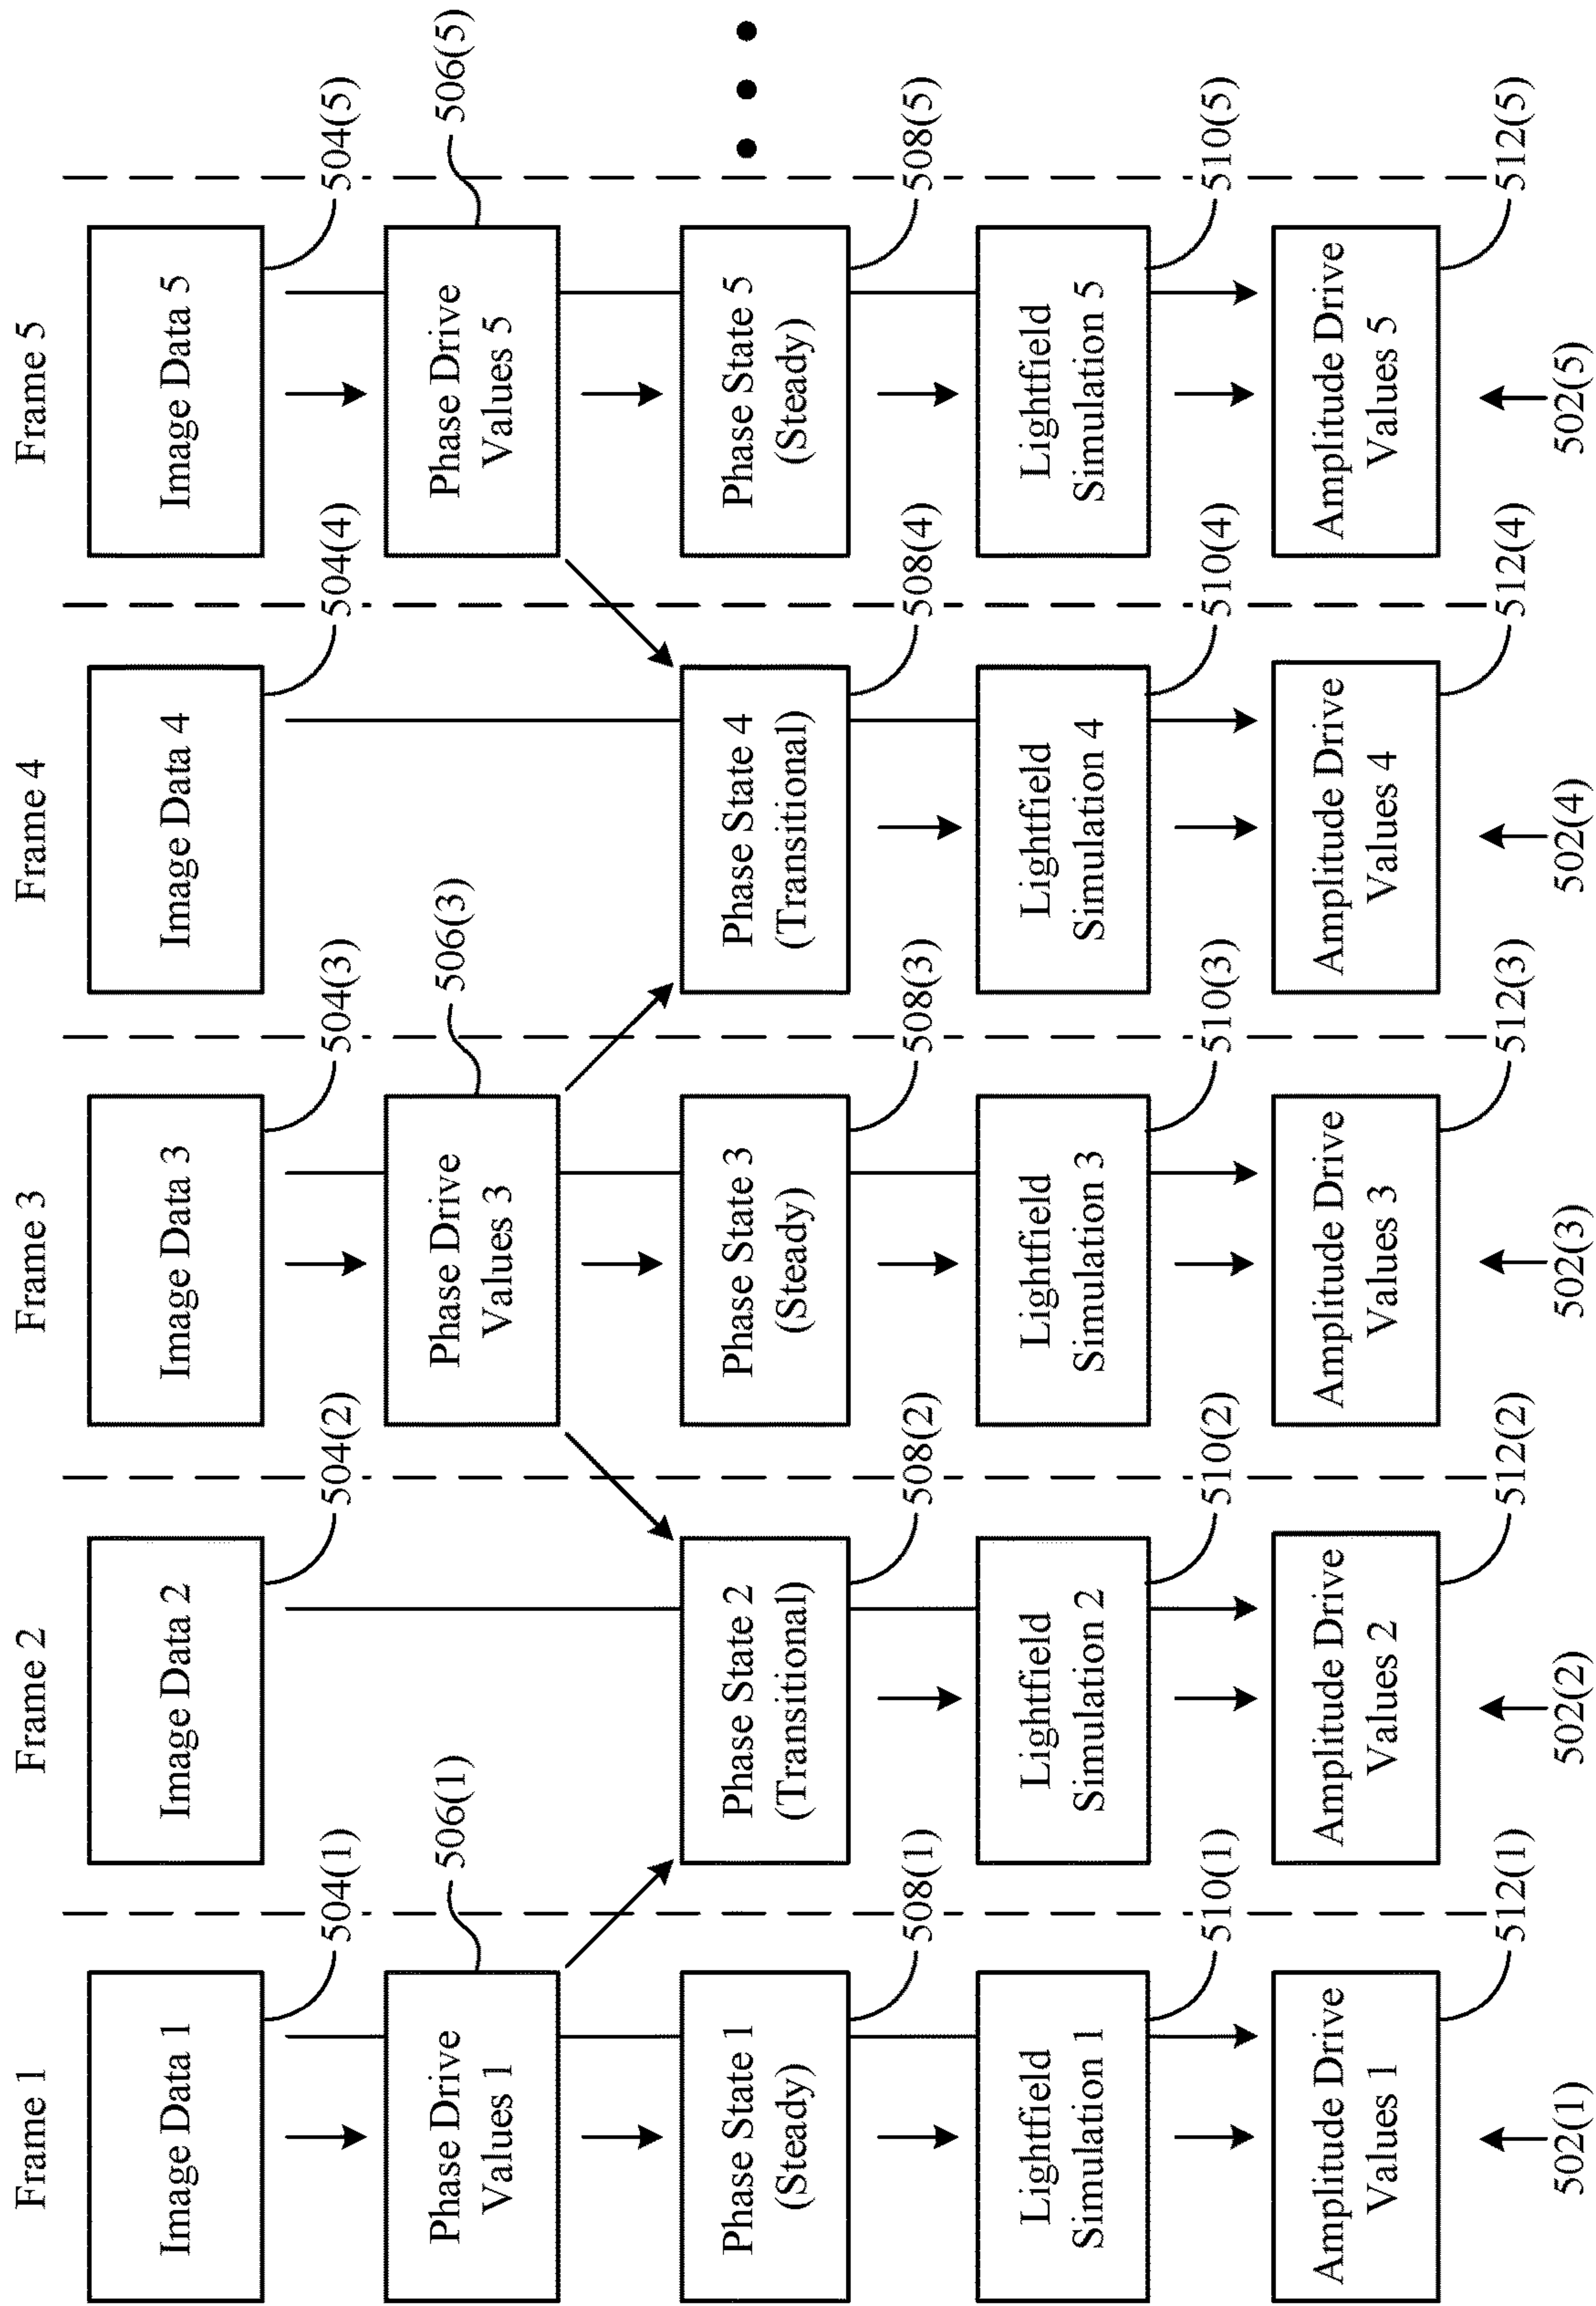 Frame 1
Frame 2
Frame 3
Frame 4
Frame 5
Image Data 1
Image Data 2
Image Data 3
Image Data 4
Image Data 5
504(1)
504(2)
504(3)
504(4)
504(5)
Phase Drive
Values 1
Phase Drive
Values 3
Phase Drive
Values 5
506(1)
506(3)
506(5)
Phase State 1
(Steady)
Phase State 2
(Transitional)
Phase State 3
(Steady)
Phase State 4
(Transitional)
Phase State 5
(Steady)
508(1)
508(2)
508(3)
508(4)
508(5)
Lightfield
Simulation 1
Lightfield
Simulation 2
Lightfield
Simulation 3
Lightfield
Simulation 4
Lightfield
Simulation 5
510(1)
510(2)
510(3)
510(4)
510(5)
Amplitude Drive
Values 1
Amplitude Drive
Values 2
Amplitude Drive
Values 3
Amplitude Drive
Values 4
Amplitude Drive
Values 5
512(1)
512(2)
512(3)
512(4)
512(5)
502(1)
502(2)
502(3)
502(4)
502(5)